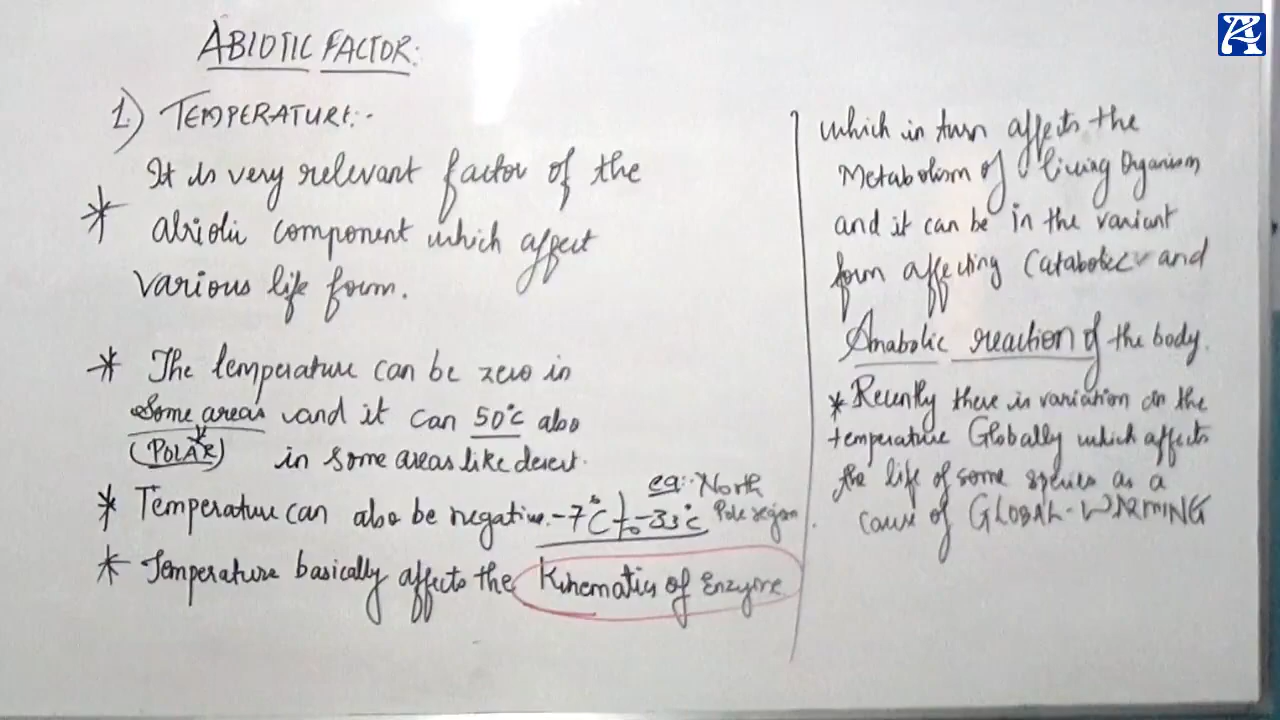 ABIOTIC FACTOR:
1) TEMPERATURE:-
It is very relevant factor of the
* abiotic component which affect
various life form.
* The temperature can be zero in
some areas and it can 50°C also
(POLAR) in some areas like desert.
eg:- North
* Temperature can also be negative. -7°C to -33°C Pole region.
* Temperature basically affects the Kinematics of Enzyme
which in turn affects the
Metabolism of living Organism
and it can be in the variant
form affecting and
Anabolic reaction of the body.
* Recently there is variation in the
temperature Globally which affects
the life of some species as a
cause of GLOBAL-WARMING